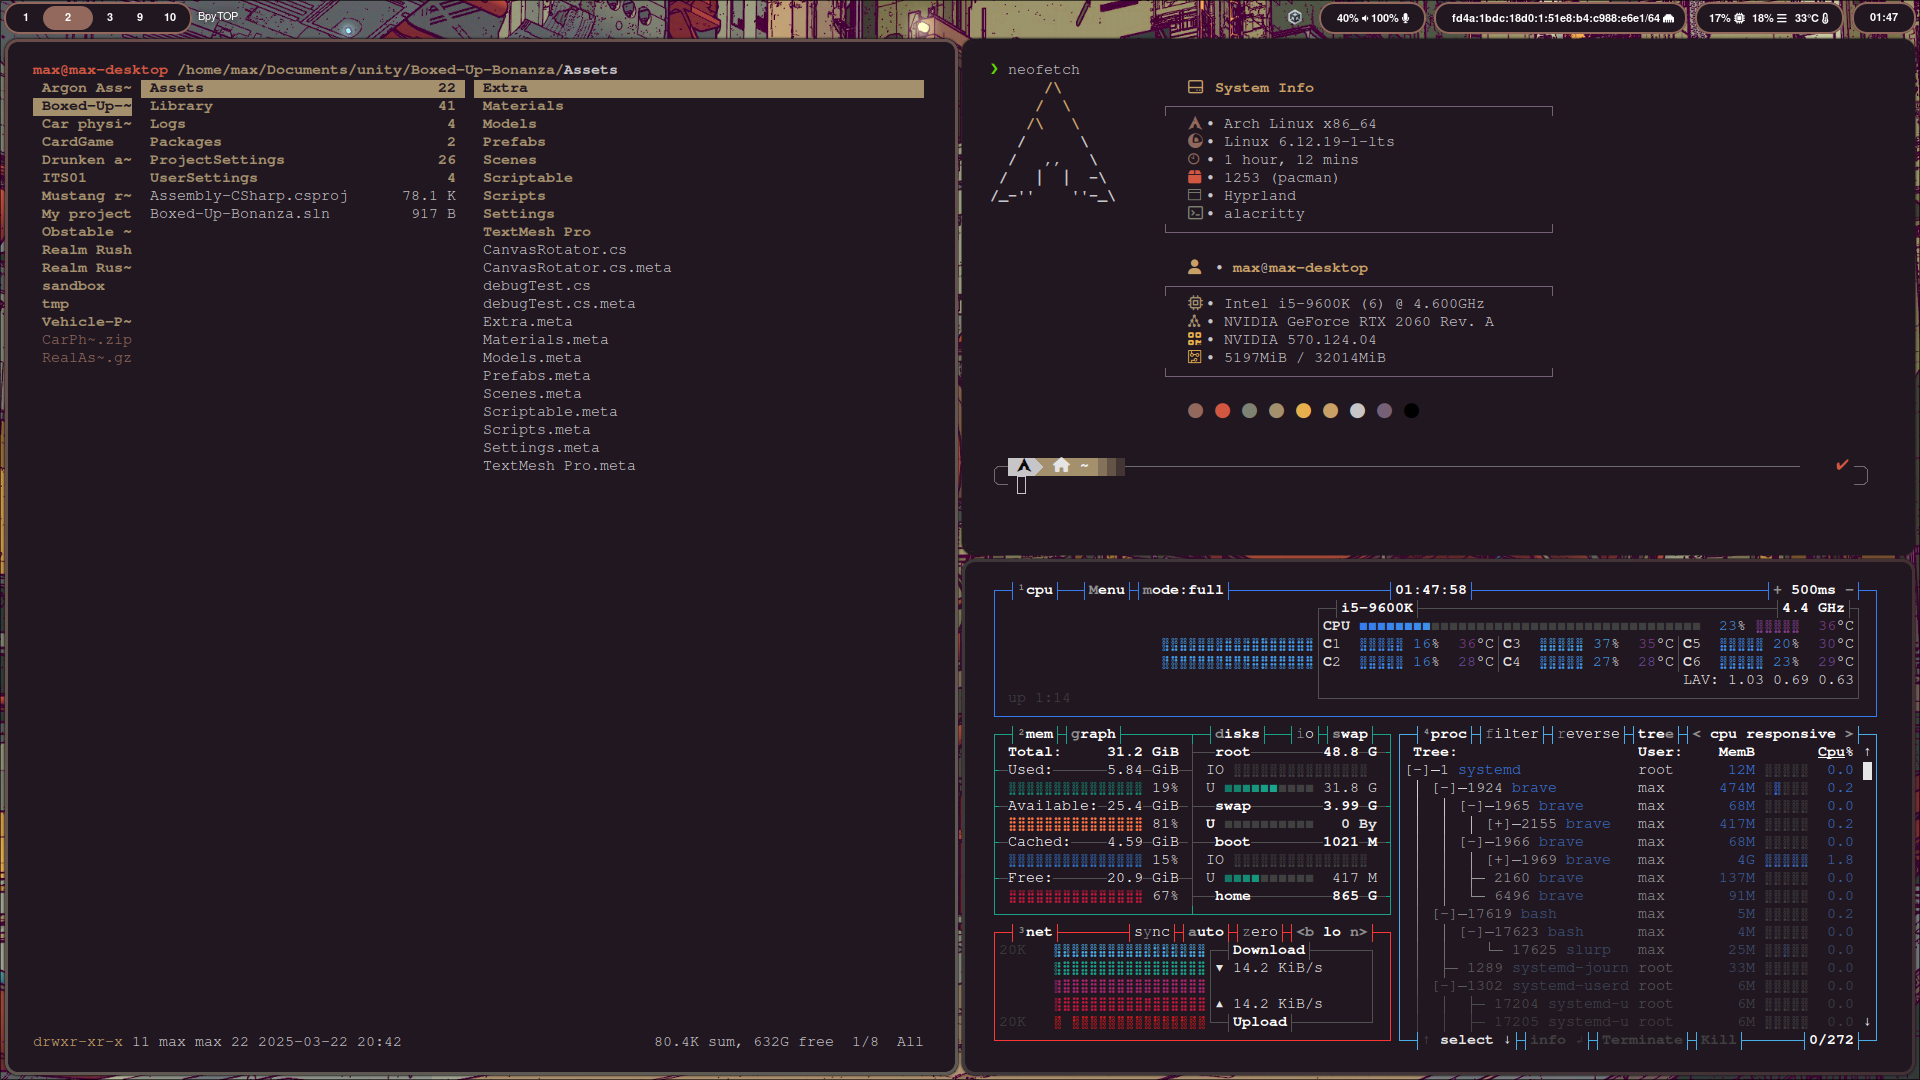 1 2 3 9 10 BpyTOP
40% 100%
fd4a:1bdc:18d0:1:51e8:b4:c988:e6e1/64
17% 18% 33°C
01:47
max@max-desktop /home/max/Documents/unity/Boxed-Up-Bonanza/Assets
Argon Ass~ Assets 22 Extra
Boxed-Up-~ Library 41 Materials
Car physi~ Logs 4 Models
CardGame Packages 2 Prefabs
Drunken a~ ProjectSettings 26 Scenes
ITS01 UserSettings 4 Scriptable
Mustang r~ Assembly-CSharp.csproj 78.1 K Scripts
My project Boxed-Up-Bonanza.sln 917 B Settings
Obstable ~ TextMesh Pro
Realm Rush CanvasRotator.cs
Realm Rus~ CanvasRotator.cs.meta
sandbox debugTest.cs
tmp debugTest.cs.meta
Vehicle-P~ Extra.meta
CarPh~.zip Materials.meta
RealAs~.gz Models.meta
Prefabs.meta
Scenes.meta
Scriptable.meta
Scripts.meta
Settings.meta
TextMesh Pro.meta
drwxr-xr-x 11 max max 22 2025-03-22 20:42 80.4K sum, 632G free 1/8 All
❯ neofetch
System Info
• Arch Linux x86_64
• Linux 6.12.19-1-lts
• 1 hour, 12 mins
• 1253 (pacman)
• Hyprland
• alacritty
• max@max-desktop
• Intel i5-9600K (6) @ 4.600GHz
• NVIDIA GeForce RTX 2060 Rev. A
• NVIDIA 570.124.04
• 5197MiB / 32014MiB
~ ✔
¹cpu Menu mode:full 01:47:58 + 500ms -
i5-9600K 4.4 GHz
CPU 23% 36°C
C1 16% 36°C C3 37% 35°C C5 20% 30°C
C2 16% 28°C C4 27% 28°C C6 23% 29°C
LAV: 1.03 0.69 0.63
up 1:14
²mem graph disks io swap
Total: 31.2 GiB root 48.8 G
Used: 5.84 GiB IO
19% U 31.8 G
Available: 25.4 GiB swap 3.99 G
81% U 0 By
Cached: 4.59 GiB boot 1021 M
15% IO
Free: 20.9 GiB U 417 M
67% home 865 G
³net sync auto zero <b lo n>
20K Download
▼ 14.2 KiB/s
▲ 14.2 KiB/s
20K Upload
⁴proc filter reverse tree < cpu responsive >
Tree: User: MemB Cpu% ↑
[-]-1 systemd root 12M 0.0
[-]-1924 brave max 474M 0.2
[-]-1965 brave max 68M 0.0
[+]-2155 brave max 417M 0.2
[-]-1966 brave max 68M 0.0
[+]-1969 brave max 4G 1.8
2160 brave max 137M 0.0
6496 brave max 91M 0.0
[-]-17619 bash max 5M 0.2
[-]-17623 bash max 4M 0.0
17625 slurp max 25M 0.0
1289 systemd-journ root 33M 0.0
[-]-1302 systemd-userd root 6M 0.0
17204 systemd-u root 6M 0.0
17205 systemd-u root 6M 0.0 ↓
↑ select ↓ info ↲ Terminate Kill 0/272